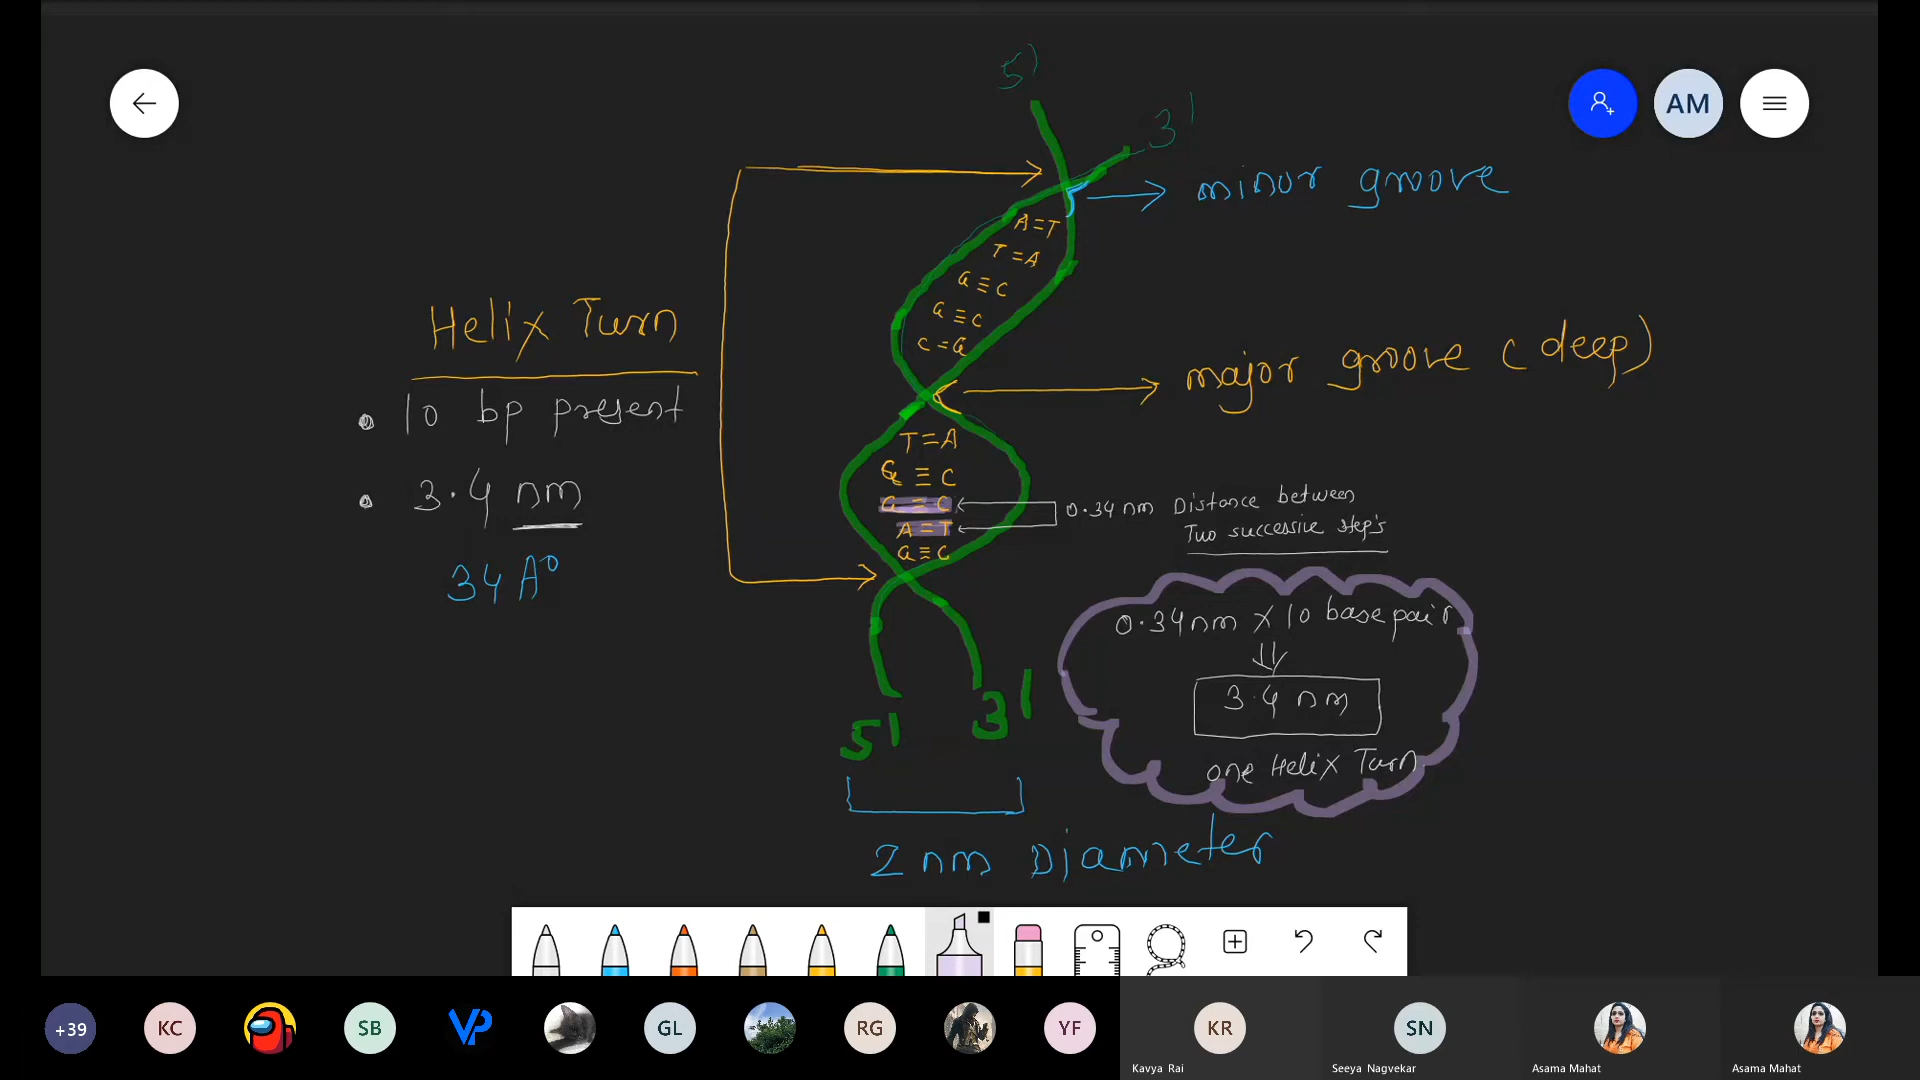 5'
3'
AM
minor groove
A=T
T=A
G≡C
G≡C
C=G
Helix Turn
10 bp present
3.4 nm
34 A°
major groove (deep)
T=A
G≡C
G=C
A=T
G≡C
0.34 nm Distance between
Two successive step's
0.34nm X 10 base pair
3.4 nm
one Helix Turn
5' 3'
2 nm Diameter
+39
KC
SB
VP
GL
RG
YF
KR
SN
Kavya Rai
Seeya Nagvekar
Asama Mahat
Asama Mahat